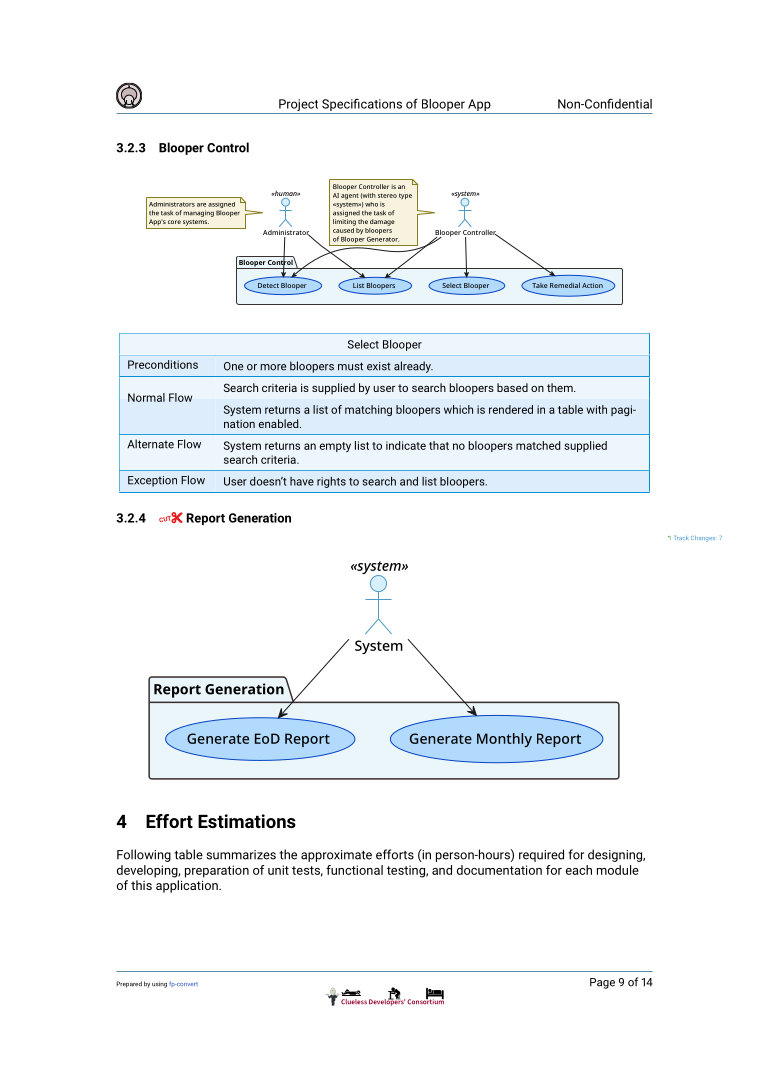 Project Specifications of Blooper App
Non-Confidential
3.2.3 Blooper Control
Administrators are assigned
the task of managing Blooper
App's core systems.
«human»
Administrator
Blooper Controller is an
AI agent (with stereo type
«system») who is
assigned the task of
limiting the damage
caused by bloopers
of Blooper Generator.
«system»
Blooper Controller
Blooper Control
Detect Blooper
List Bloopers
Select Blooper
Take Remedial Action
Select Blooper
Preconditions
One or more bloopers must exist already.
Normal Flow
Search criteria is supplied by user to search bloopers based on them.
System returns a list of matching bloopers which is rendered in a table with pagi-
nation enabled.
Alternate Flow
System returns an empty list to indicate that no bloopers matched supplied
search criteria.
Exception Flow
User doesn't have rights to search and list bloopers.
3.2.4 CUT Report Generation
Track Changes: 7
«system»
System
Report Generation
Generate EoD Report
Generate Monthly Report
4 Effort Estimations
Following table summarizes the approximate efforts (in person-hours) required for designing,
developing, preparation of unit tests, functional testing, and documentation for each module
of this application.
Prepared by using fp-convert
Page 9 of 14
Clueless Developers' Consortium